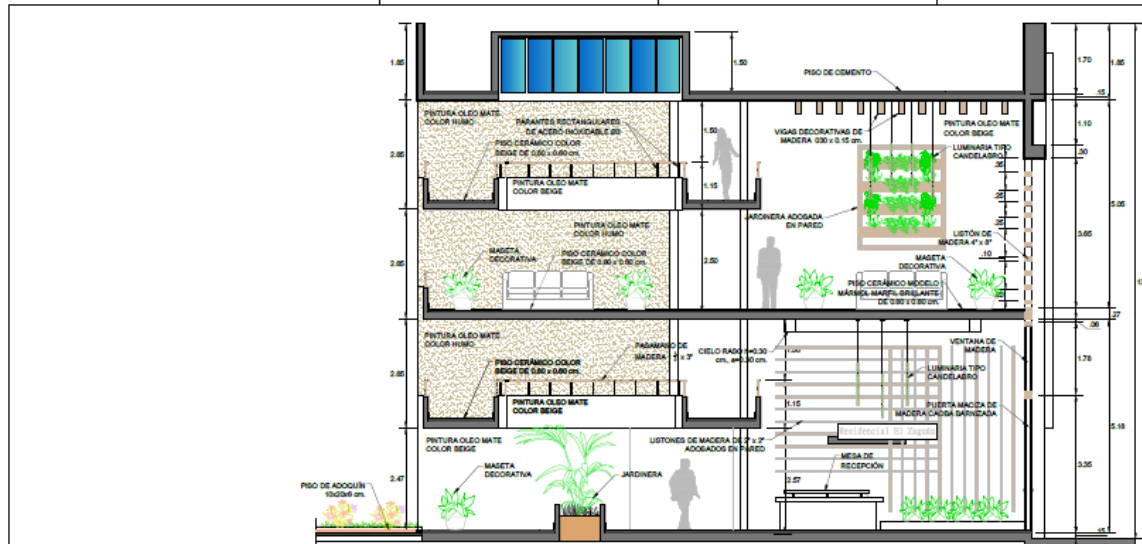 1.85
1.50
PISO DE CEMENTO
1.70
1.85
.15
PINTURA OLEO MATE
COLOR HUMO
PARANTES RECTANGULARES
DE ACERO INOXIDABLE
PISO CERÁMICO COLOR
BEIGE DE 0.60 x 0.60 cm.
1.50
VIGAS DECORATIVAS DE
MADERA 030 x 0.15 cm.
PINTURA OLEO MATE
COLOR BEIGE
1.10
.30
LUMINARIA TIPO
CANDELABRO
2.65
PINTURA OLEO MATE
COLOR BEIGE
1.15
.25
.25
5.05
PINTURA OLEO MATE
COLOR HUMO
JARDINERA ADOSADA
EN PARED
3.65
LISTÓN DE
MADERA 4" x 8"
.10
MASETA
DECORATIVA
PISO CERÁMICO COLOR
BEIGE DE 0.60 x 0.60 cm.
2.65
2.50
MASETA
DECORATIVA
PISO CERÁMICO MODELO
MÁRMOL MARFIL BRILLANTE
DE 0.60 x 0.60 cm.
.27
.06
PINTURA OLEO MATE
COLOR HUMO
PASAMANO DE
CIELO RASO h=0.30
VENTANA DE
MADERA
1.78
PISO CERÁMICO COLOR
BEIGE DE 0.60 x 0.60 cm.
2.65
LUMINARIA TIPO
CANDELABRO
PINTURA OLEO MATE
COLOR BEIGE
1.15
PUERTA MACIZA DE
MADERA CAOBA BARNIZADA
Residencial El Zaguán
5.18
PINTURA OLEO MATE
COLOR BEIGE
LISTONES DE MADERA DE 2" x 2"
ADOSADOS EN PARED
MESA DE
RECEPCIÓN
3.35
MASETA
DECORATIVA
JARDINERA
2.47
2.57
PISO DE ADOQUÍN
10x20x6 cm.